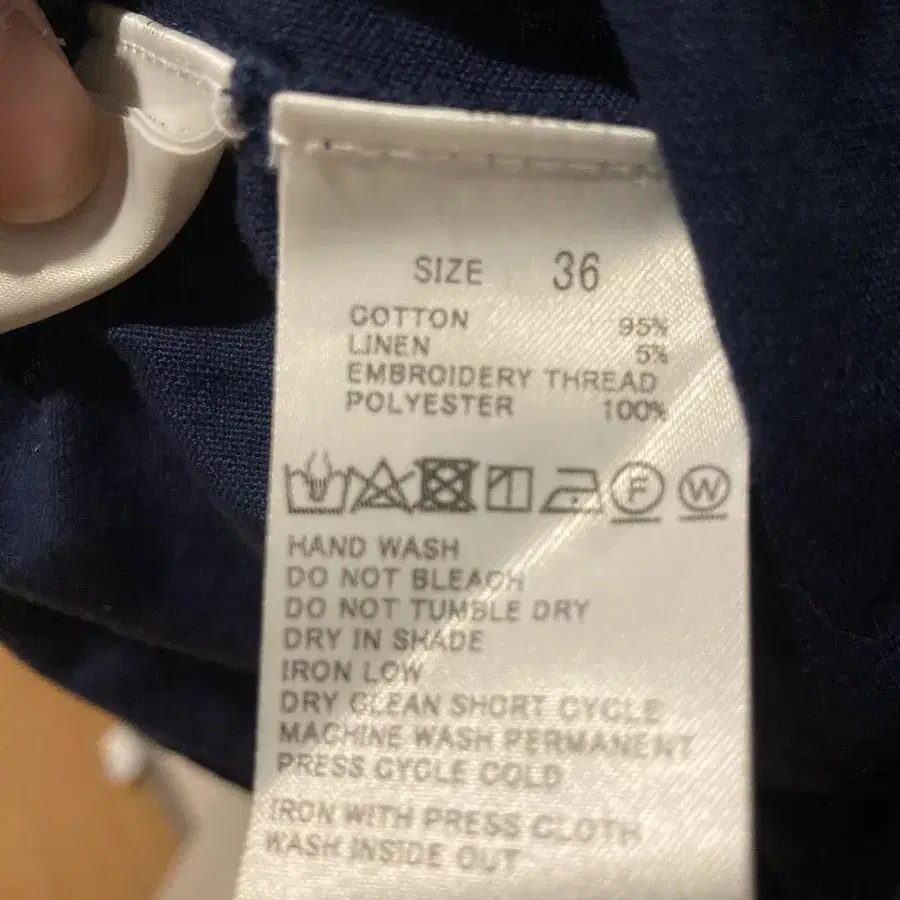 SIZE 36
COTTON 95%
LINEN 5%
EMBROIDERY THREAD
POLYESTER 100%
F W
HAND WASH
DO NOT BLEACH
DO NOT TUMBLE DRY
DRY IN SHADE
IRON LOW
DRY CLEAN SHORT CYCLE
MACHINE WASH PERMANENT
PRESS CYCLE COLD
IRON WITH PRESS CLOTH
WASH INSIDE OUT